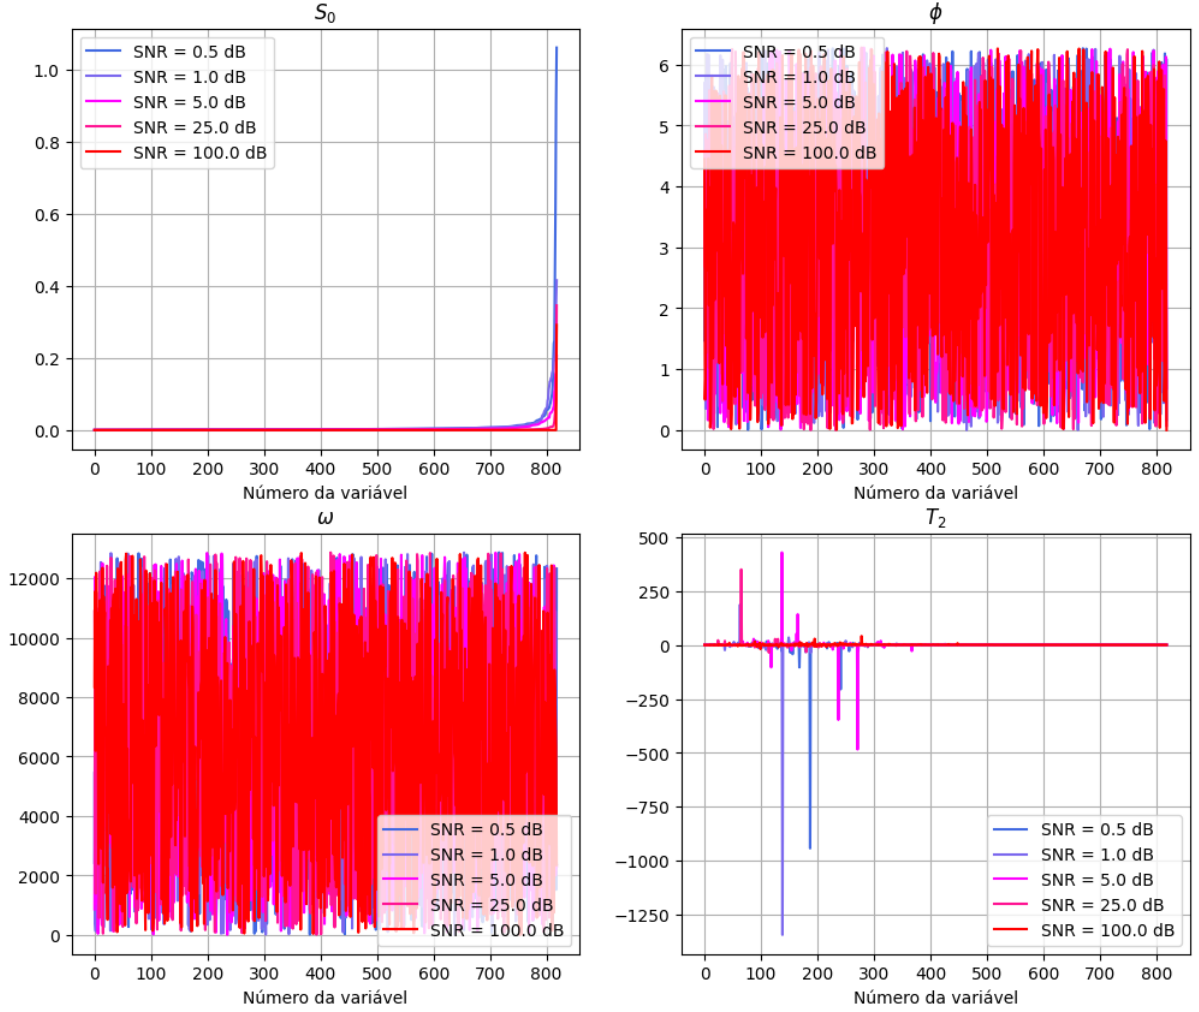 S₀
SNR = 0.5 dB
SNR = 1.0 dB
SNR = 5.0 dB
SNR = 25.0 dB
SNR = 100.0 dB
1.0
0.8
0.6
0.4
0.2
0.0
0 100 200 300 400 500 600 700 800
Número da variável
ϕ
SNR = 0.5 dB
SNR = 1.0 dB
SNR = 5.0 dB
SNR = 25.0 dB
SNR = 100.0 dB
6
5
4
3
2
1
0
0 100 200 300 400 500 600 700 800
Número da variável
ω
12000
10000
8000
6000
4000
2000
0
SNR = 0.5 dB
SNR = 1.0 dB
SNR = 5.0 dB
SNR = 25.0 dB
SNR = 100.0 dB
0 100 200 300 400 500 600 700 800
Número da variável
T₂
500
250
0
−250
−500
−750
−1000
−1250
SNR = 0.5 dB
SNR = 1.0 dB
SNR = 5.0 dB
SNR = 25.0 dB
SNR = 100.0 dB
0 100 200 300 400 500 600 700 800
Número da variável